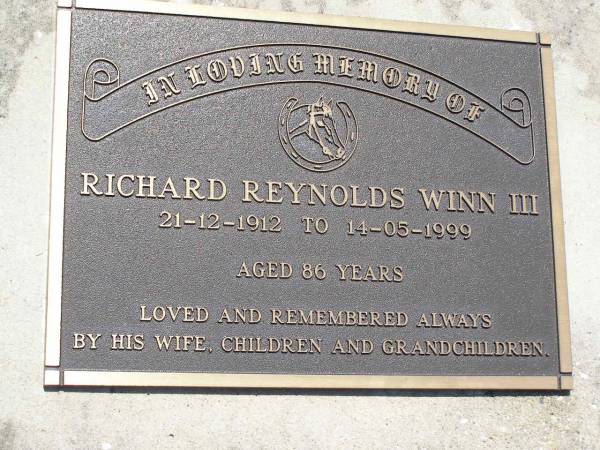 IN LOVING MEMORY OF
RICHARD REYNOLDS WINN III
21-12-1912 TO 14-05-1999
AGED 86 YEARS
LOVED AND REMEMBERED ALWAYS
BY HIS WIFE, CHILDREN AND GRANDCHILDREN.